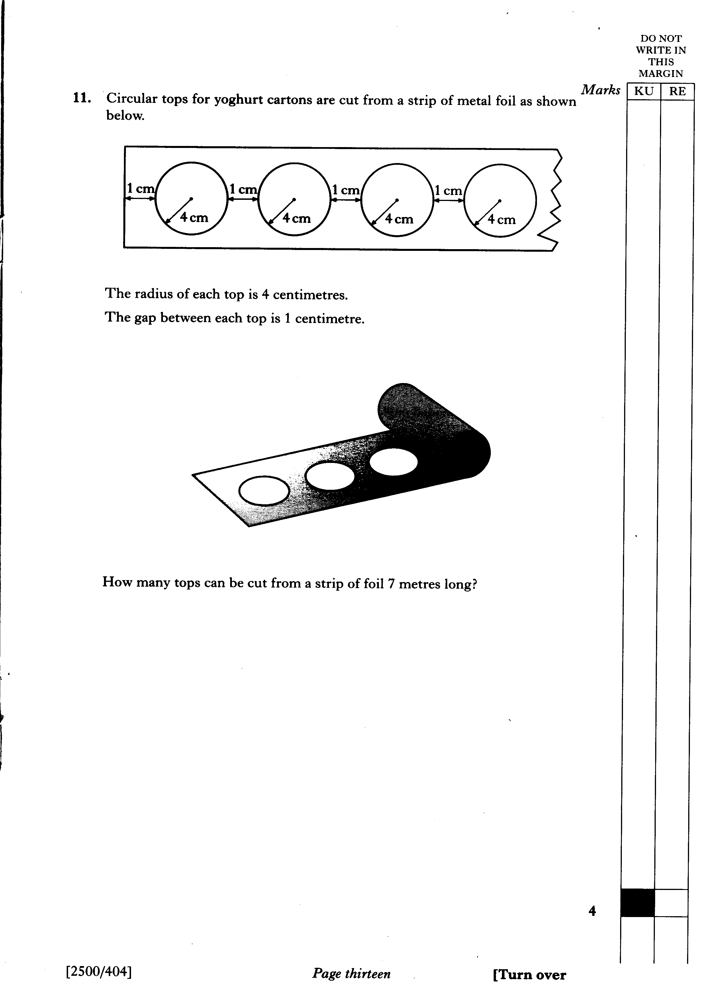 DO NOT
WRITE IN
THIS
MARGIN
Marks KU RE
11. Circular tops for yoghurt cartons are cut from a strip of metal foil as shown
below.
1 cm 1 cm 1 cm 1 cm
4 cm 4 cm 4 cm 4 cm
The radius of each top is 4 centimetres.
The gap between each top is 1 centimetre.
How many tops can be cut from a strip of foil 7 metres long?
4
[2500/404] Page thirteen [Turn over